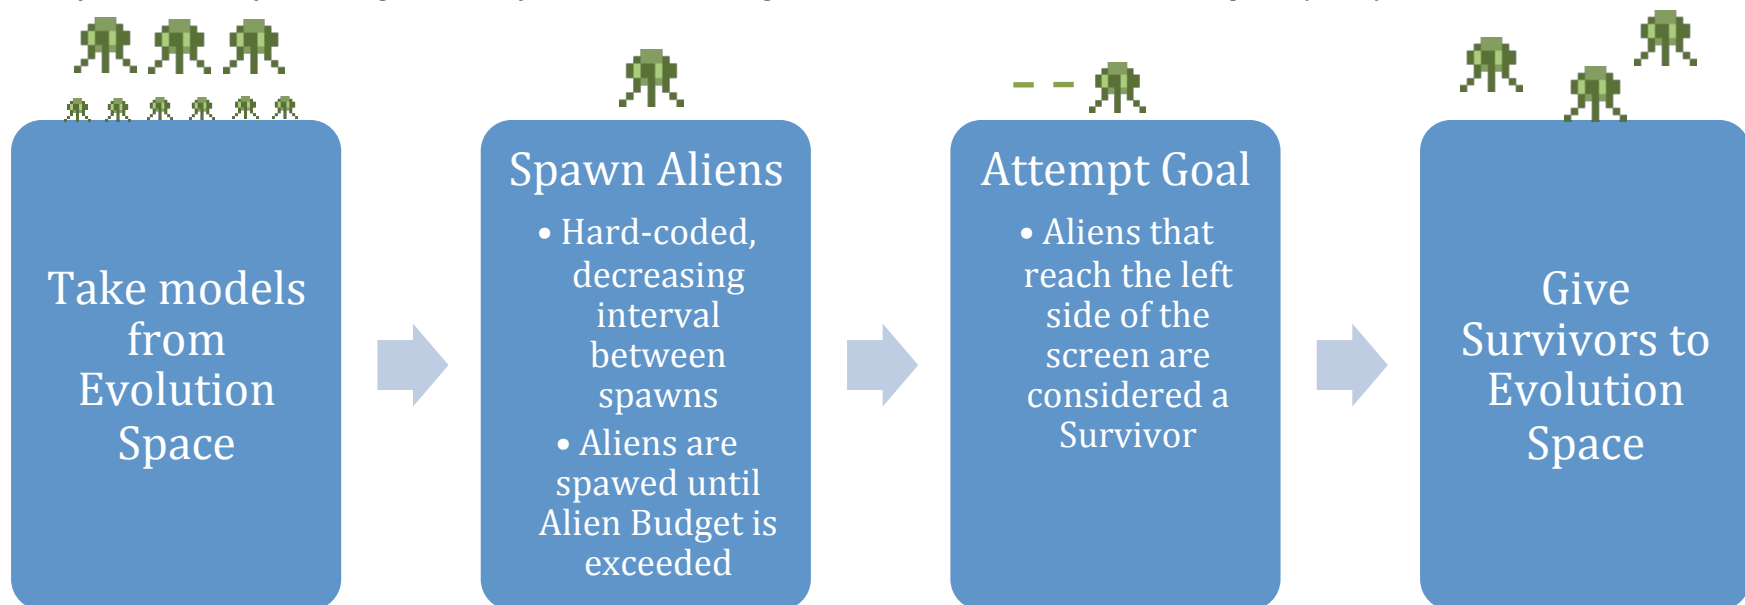 Take models
from
Evolution
Space
Spawn Aliens
• Hard-coded,
decreasing
interval
between
spawns
• Aliens are
spawed until
Alien Budget is
exceeded
Attempt Goal
• Aliens that
reach the left
side of the
screen are
considered a
Survivor
Give
Survivors to
Evolution
Space